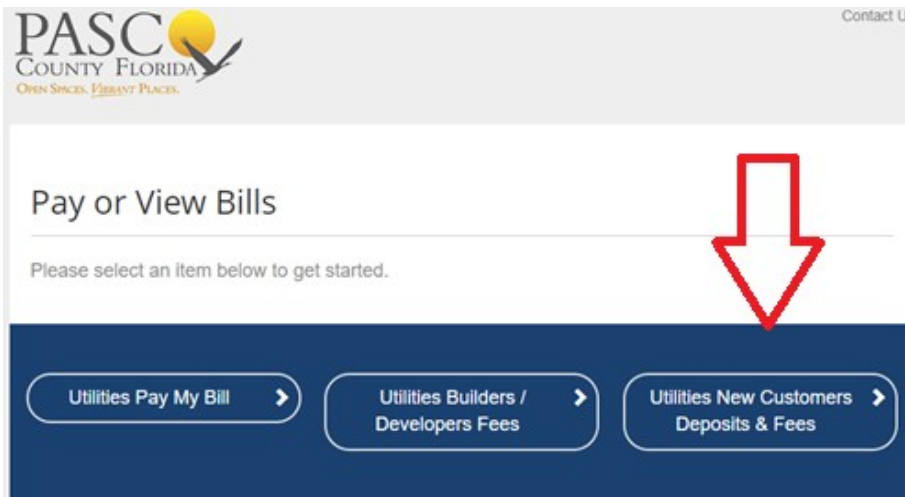 Contact U
PASCO
COUNTY FLORIDA
OPEN SPACES. VIBRANT PLACES.
Pay or View Bills
Please select an item below to get started.
Utilities Pay My Bill
Utilities Builders /
Developers Fees
Utilities New Customers
Deposits & Fees